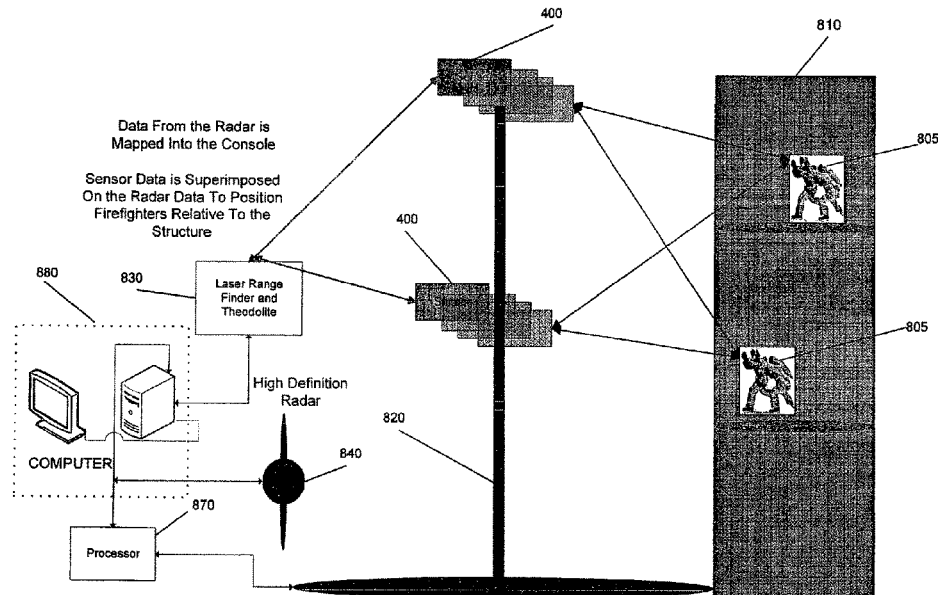 400
810
Data From the Radar is
Mapped Into the Console
805
Sensor Data is Superimposed
On the Radar Data To Position
Firefighters Relative To the
Structure
830
400
Laser Range
Finder and
Theodolite
880
805
High Definition
Radar
820
COMPUTER
840
870
Processor